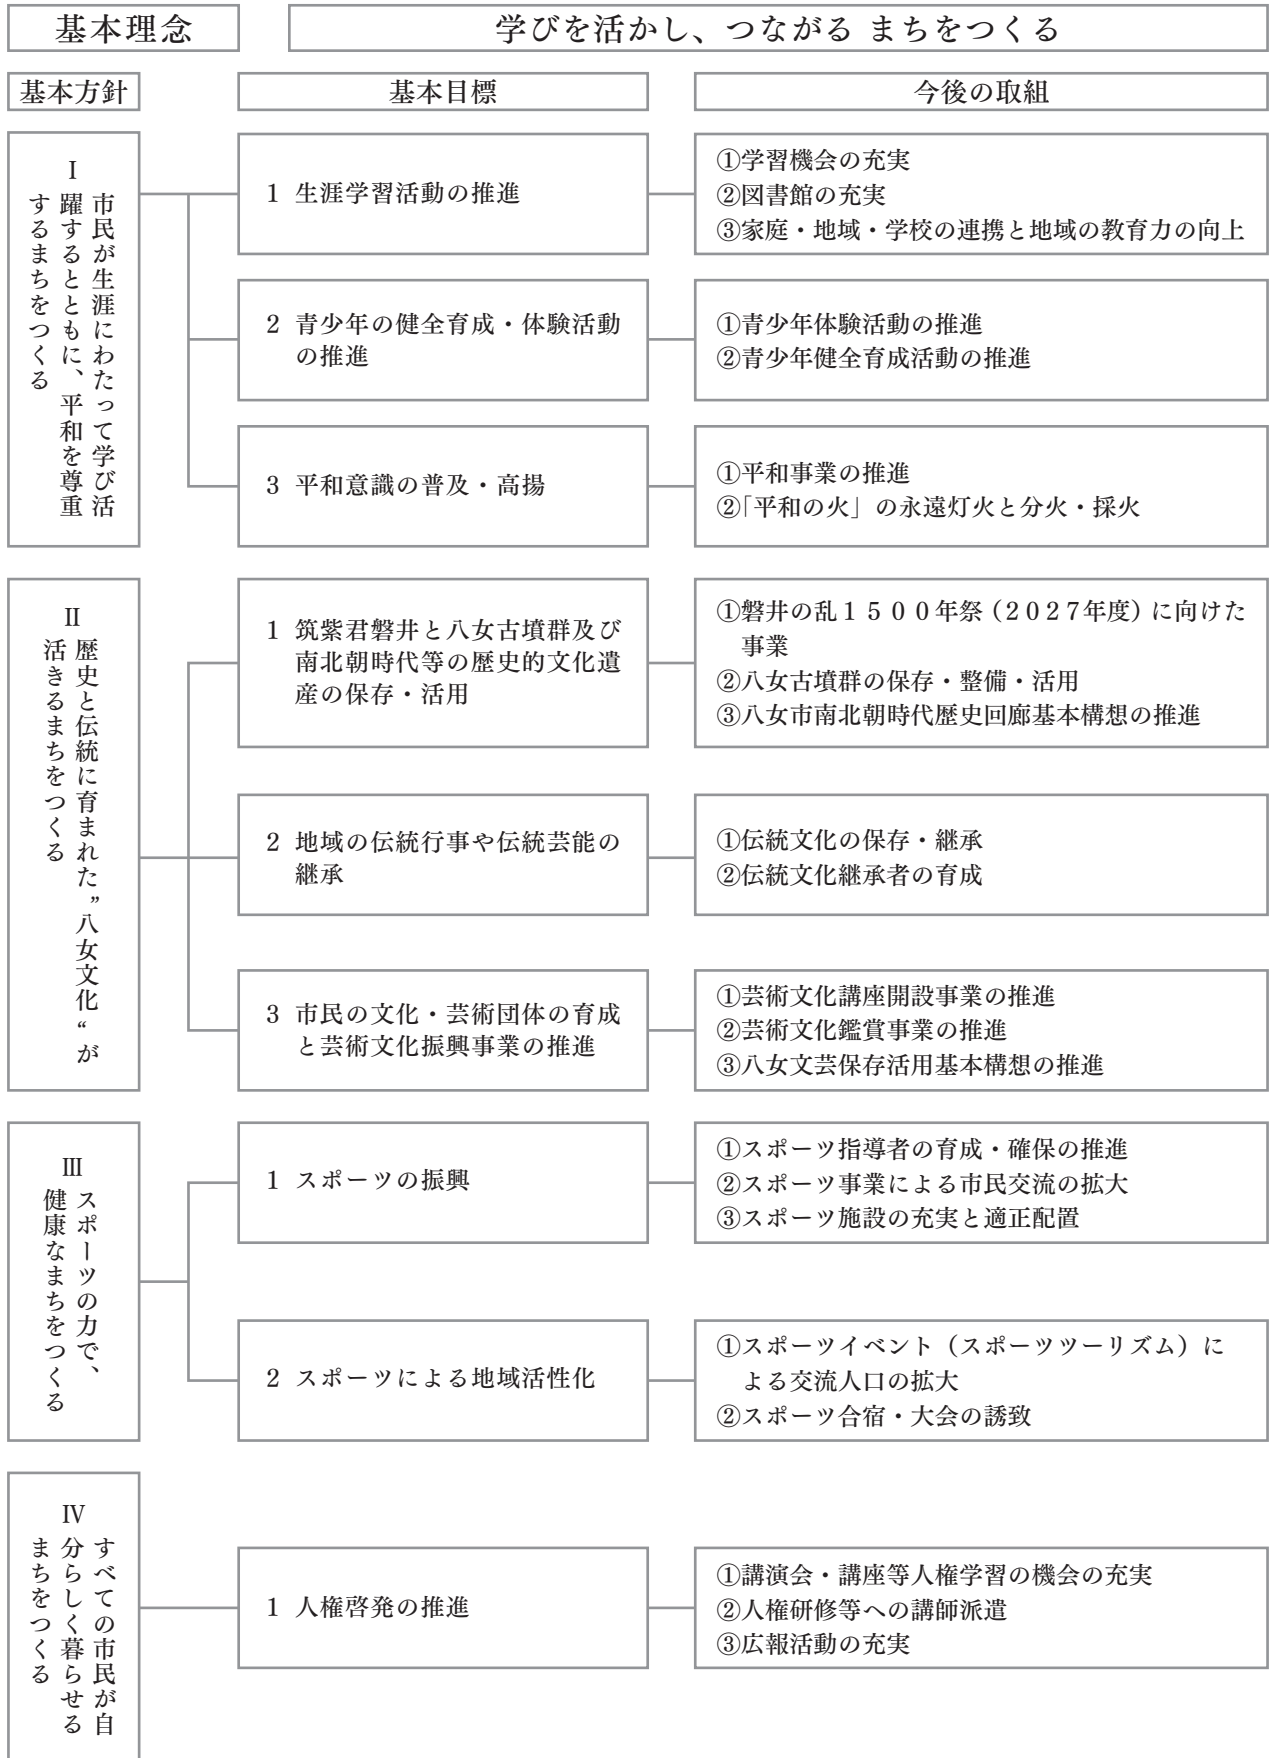 基本理念
学びを活かし、つながる まちをつくる
基本方針
基本目標
今後の取組
Ⅰ
市民が生涯にわたって学び活
躍するとともに、平和を尊重
するまちをつくる
1 生涯学習活動の推進
①学習機会の充実
②図書館の充実
③家庭・地域・学校の連携と地域の教育力の向上
2 青少年の健全育成・体験活動
の推進
①青少年体験活動の推進
②青少年健全育成活動の推進
3 平和意識の普及・高揚
①平和事業の推進
②「平和の火」の永遠灯火と分火・採火
Ⅱ
歴史と伝統に育まれた”八女文化“が
活きるまちをつくる
1 筑紫君磐井と八女古墳群及び
南北朝時代等の歴史的文化遺
産の保存・活用
①磐井の乱１５００年祭（２０２７年度）に向けた
事業
②八女古墳群の保存・整備・活用
③八女市南北朝時代歴史回廊基本構想の推進
2 地域の伝統行事や伝統芸能の
継承
①伝統文化の保存・継承
②伝統文化継承者の育成
3 市民の文化・芸術団体の育成
と芸術文化振興事業の推進
①芸術文化講座開設事業の推進
②芸術文化鑑賞事業の推進
③八女文芸保存活用基本構想の推進
Ⅲ
スポーツの力で、
健康なまちをつくる
1 スポーツの振興
①スポーツ指導者の育成・確保の推進
②スポーツ事業による市民交流の拡大
③スポーツ施設の充実と適正配置
2 スポーツによる地域活性化
①スポーツイベント（スポーツツーリズム）に
よる交流人口の拡大
②スポーツ合宿・大会の誘致
Ⅳ
すべての市民が自
分らしく暮らせる
まちをつくる
1 人権啓発の推進
①講演会・講座等人権学習の機会の充実
②人権研修等への講師派遣
③広報活動の充実